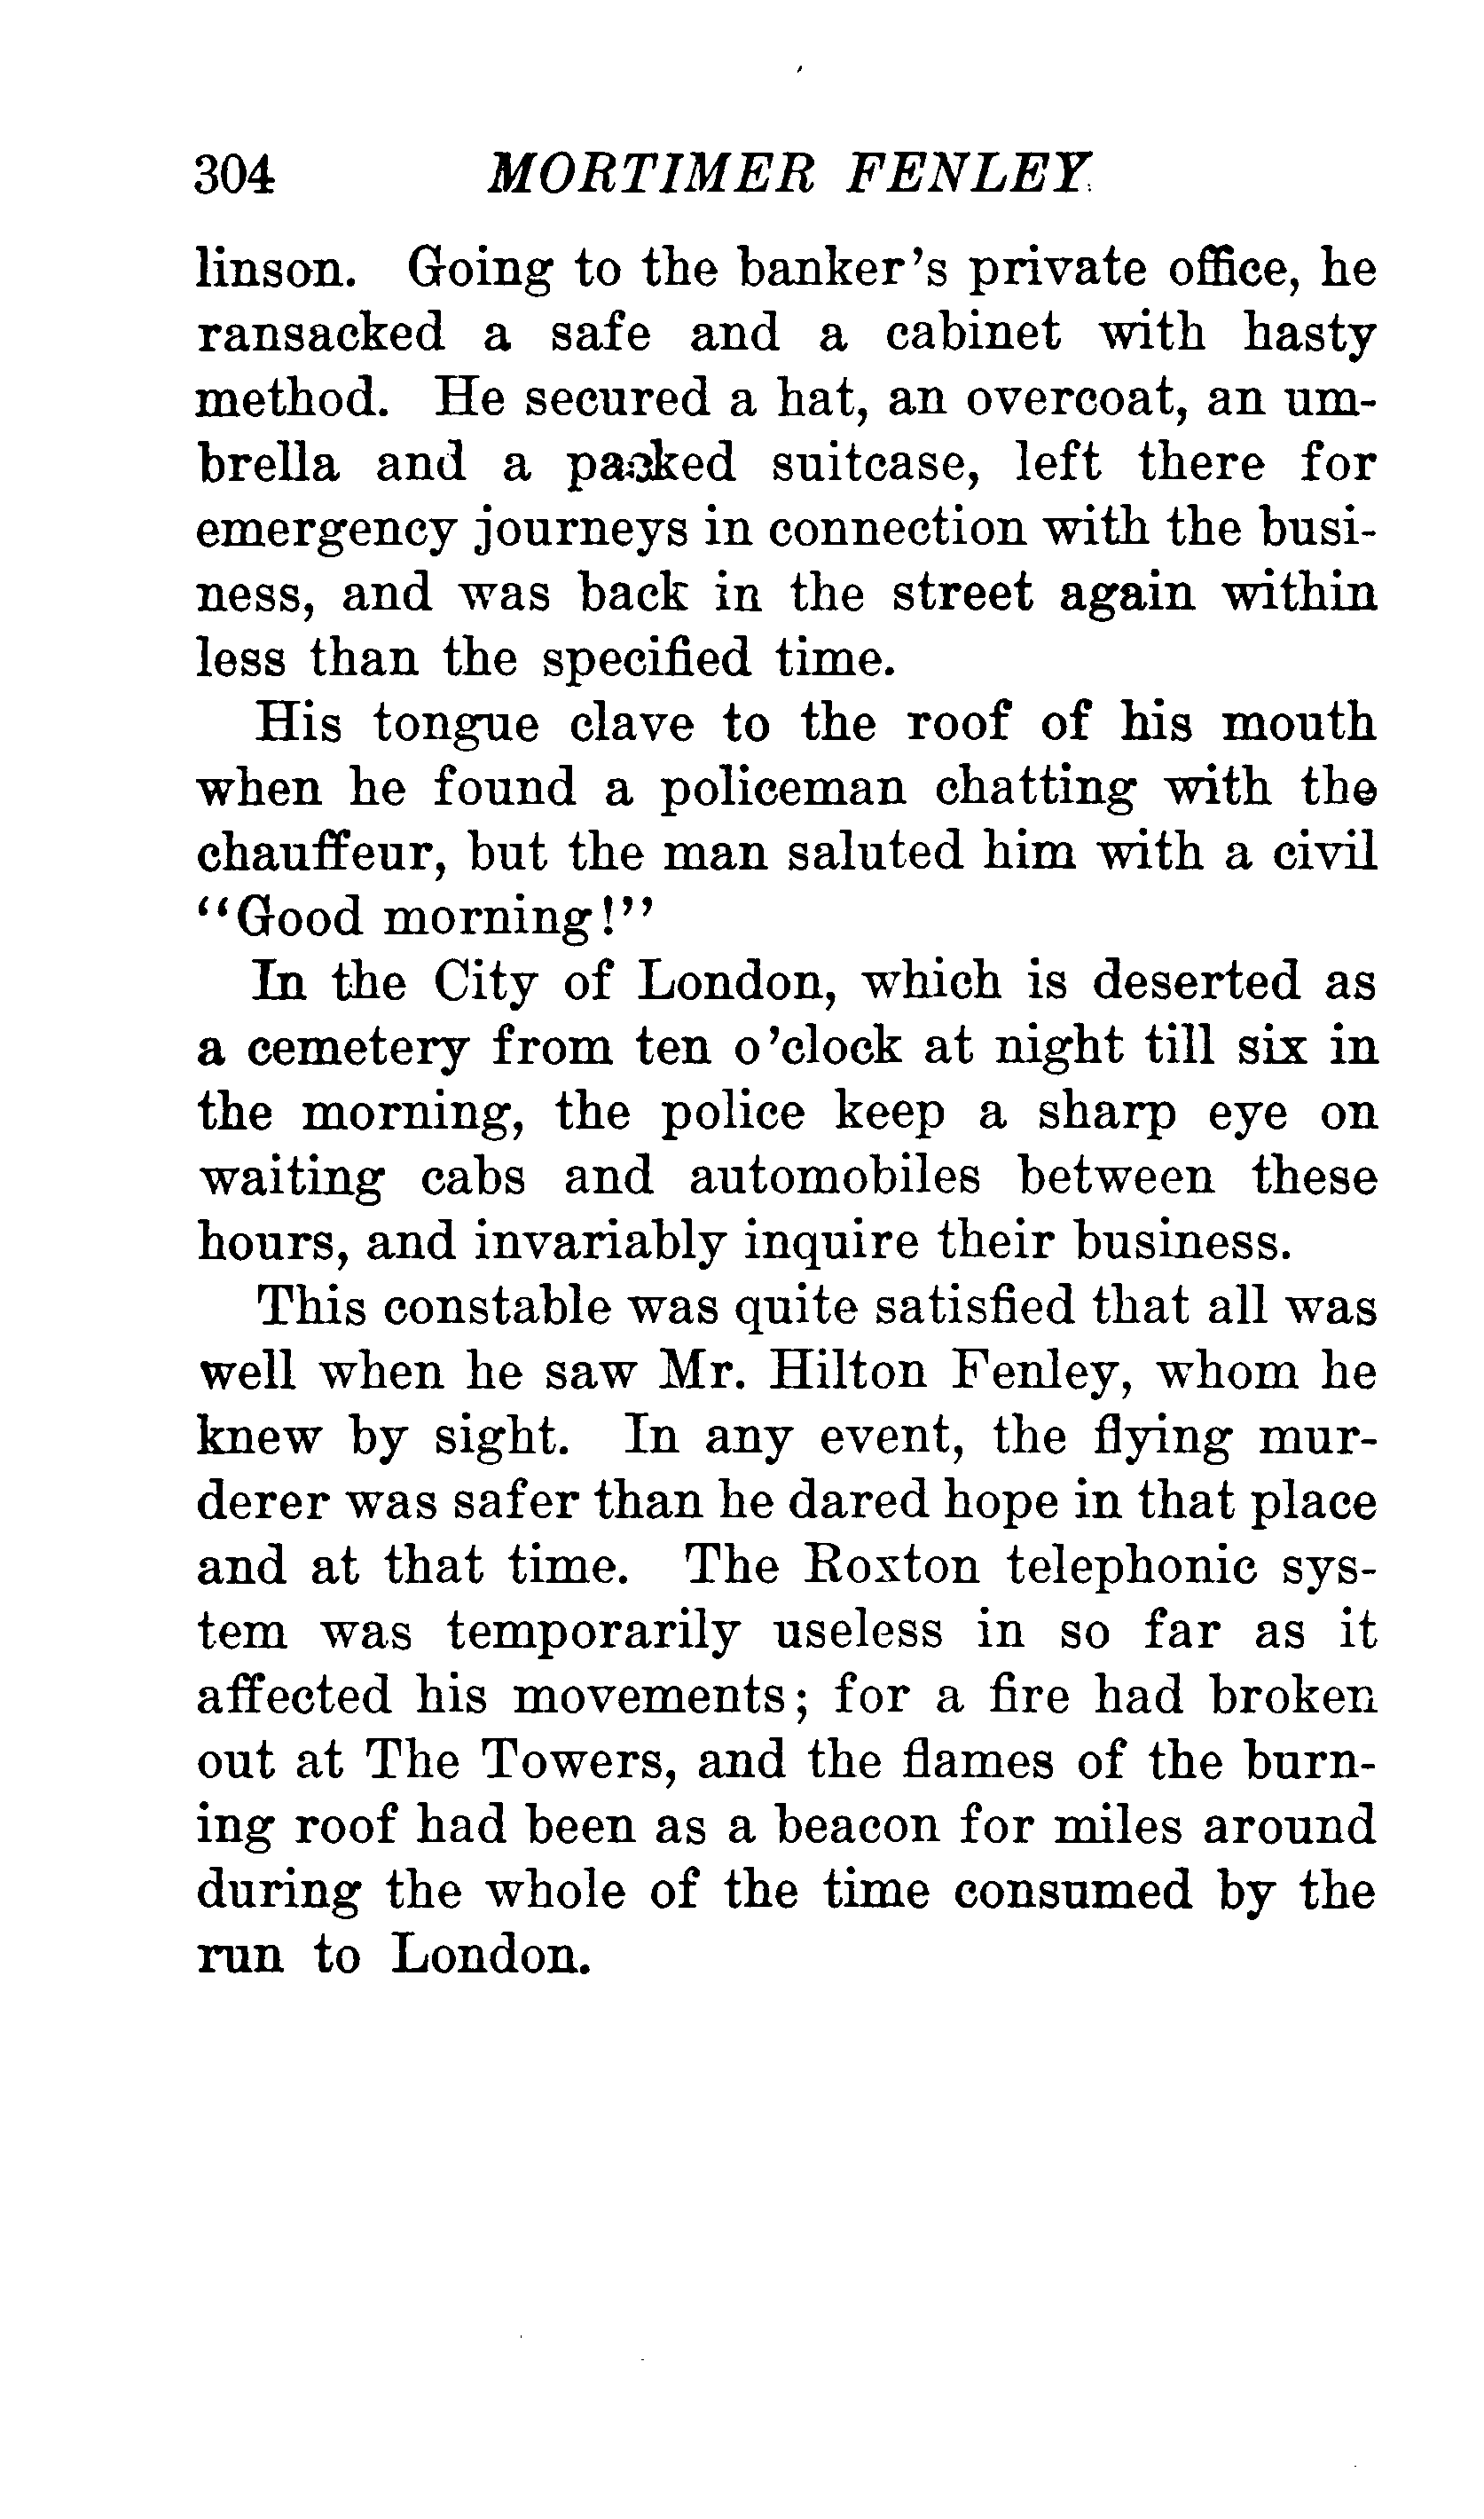 304 MORTIMER FENLEY
linson. Going to the banker's private office, he
ransacked a safe and a cabinet with hasty
method. He secured a hat, an overcoat, an um-
brella and a packed suitcase, left there for
emergency journeys in connection with the busi-
ness, and was back in the street again within
less than the specified time.
His tongue clave to the roof of his mouth
when he found a policeman chatting with the
chauffeur, but the man saluted him with a civil
"Good morning!"
In the City of London, which is deserted as
a cemetery from ten o'clock at night till six in
the morning, the police keep a sharp eye on
waiting cabs and automobiles between these
hours, and invariably inquire their business.
This constable was quite satisfied that all was
well when he saw Mr. Hilton Fenley, whom he
knew by sight. In any event, the flying mur-
derer was safer than he dared hope in that place
and at that time. The Roxton telephonic sys-
tem was temporarily useless in so far as it
affected his movements; for a fire had broken
out at The Towers, and the flames of the burn-
ing roof had been as a beacon for miles around
during the whole of the time consumed by the
run to London.